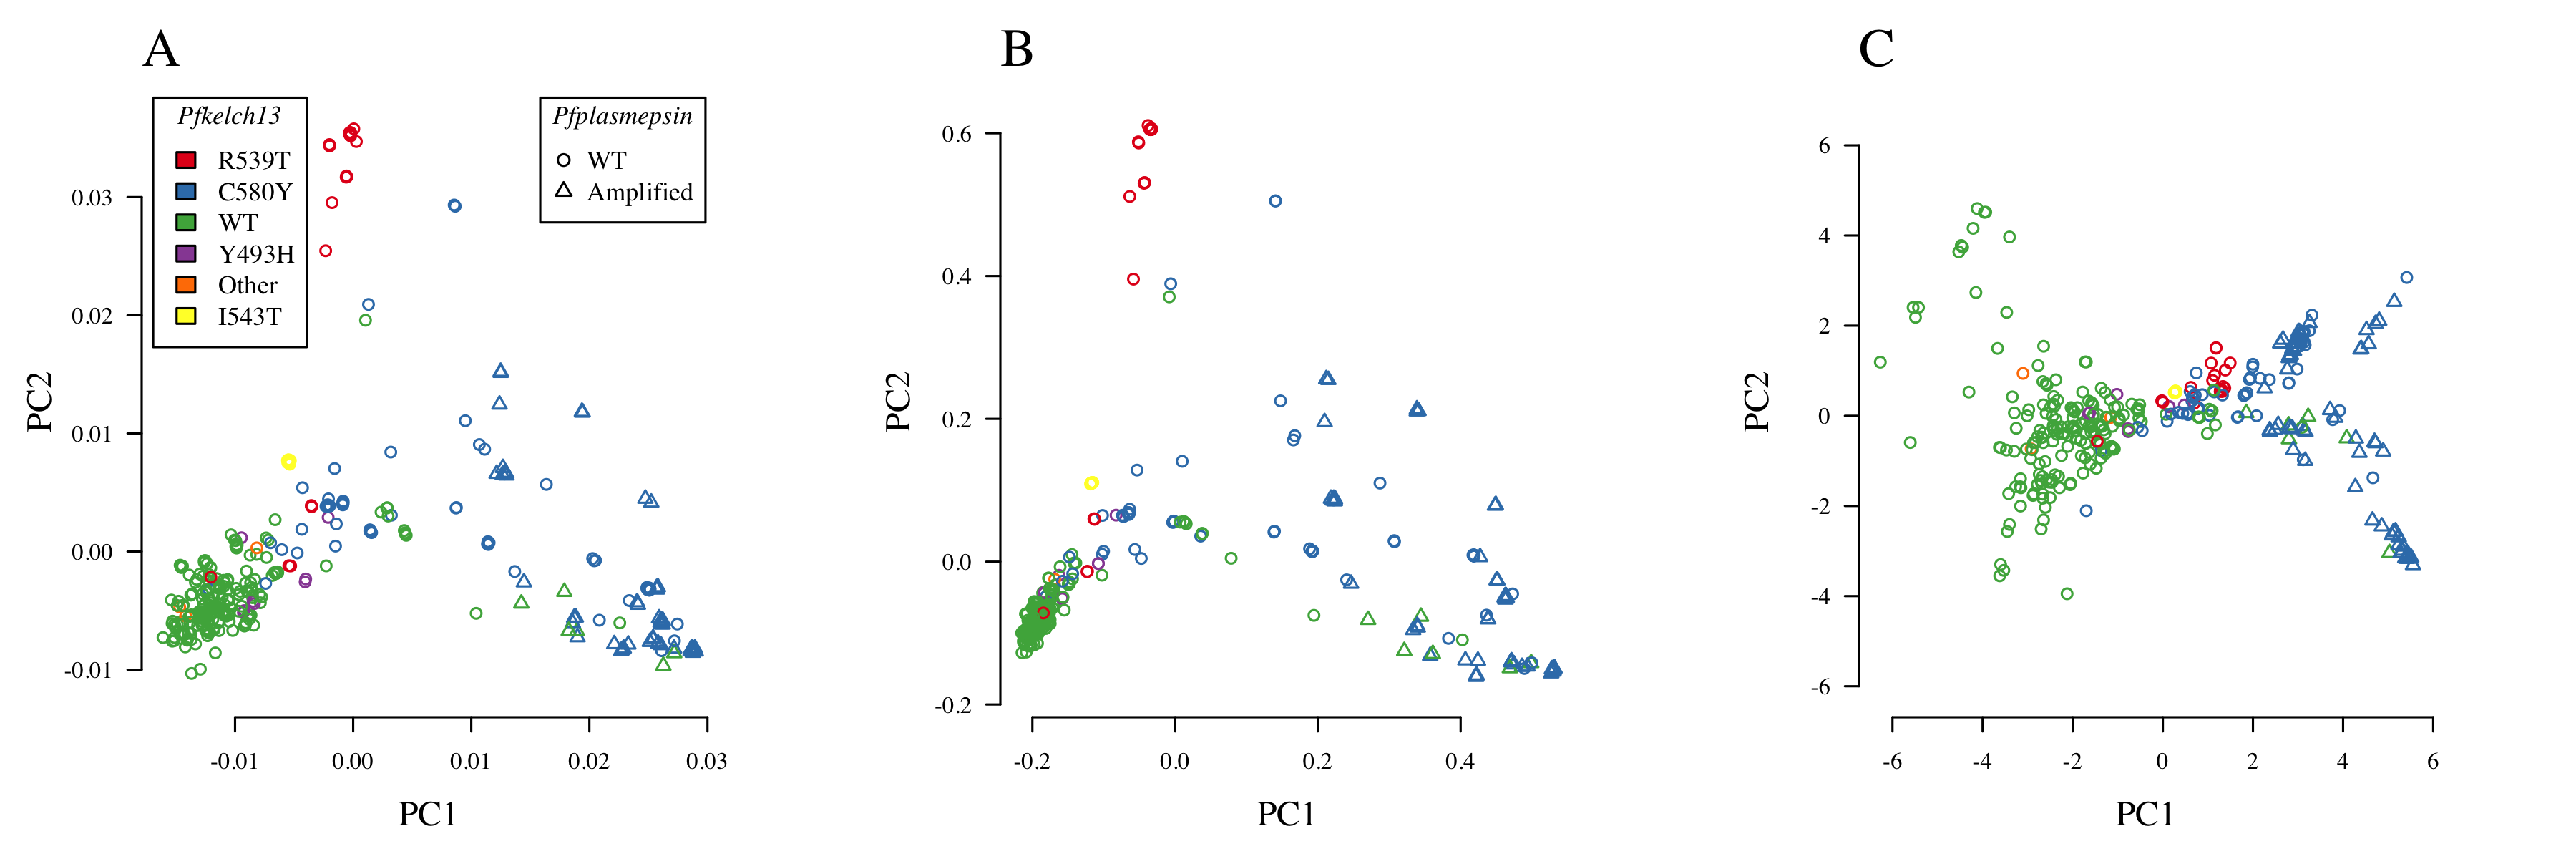 A
Pfkelch13
R539T
C580Y
WT
Y493H
Other
I543T
Pfplasmepsin
WT
Amplified
0.03
0.02
0.01
0.00
-0.01
PC2
-0.01 0.00 0.01 0.02 0.03
PC1
B
0.6
0.4
0.2
0.0
-0.2
PC2
-0.2 0.0 0.2 0.4
PC1
C
6
4
2
0
-2
-4
-6
PC2
-6 -4 -2 0 2 4 6
PC1